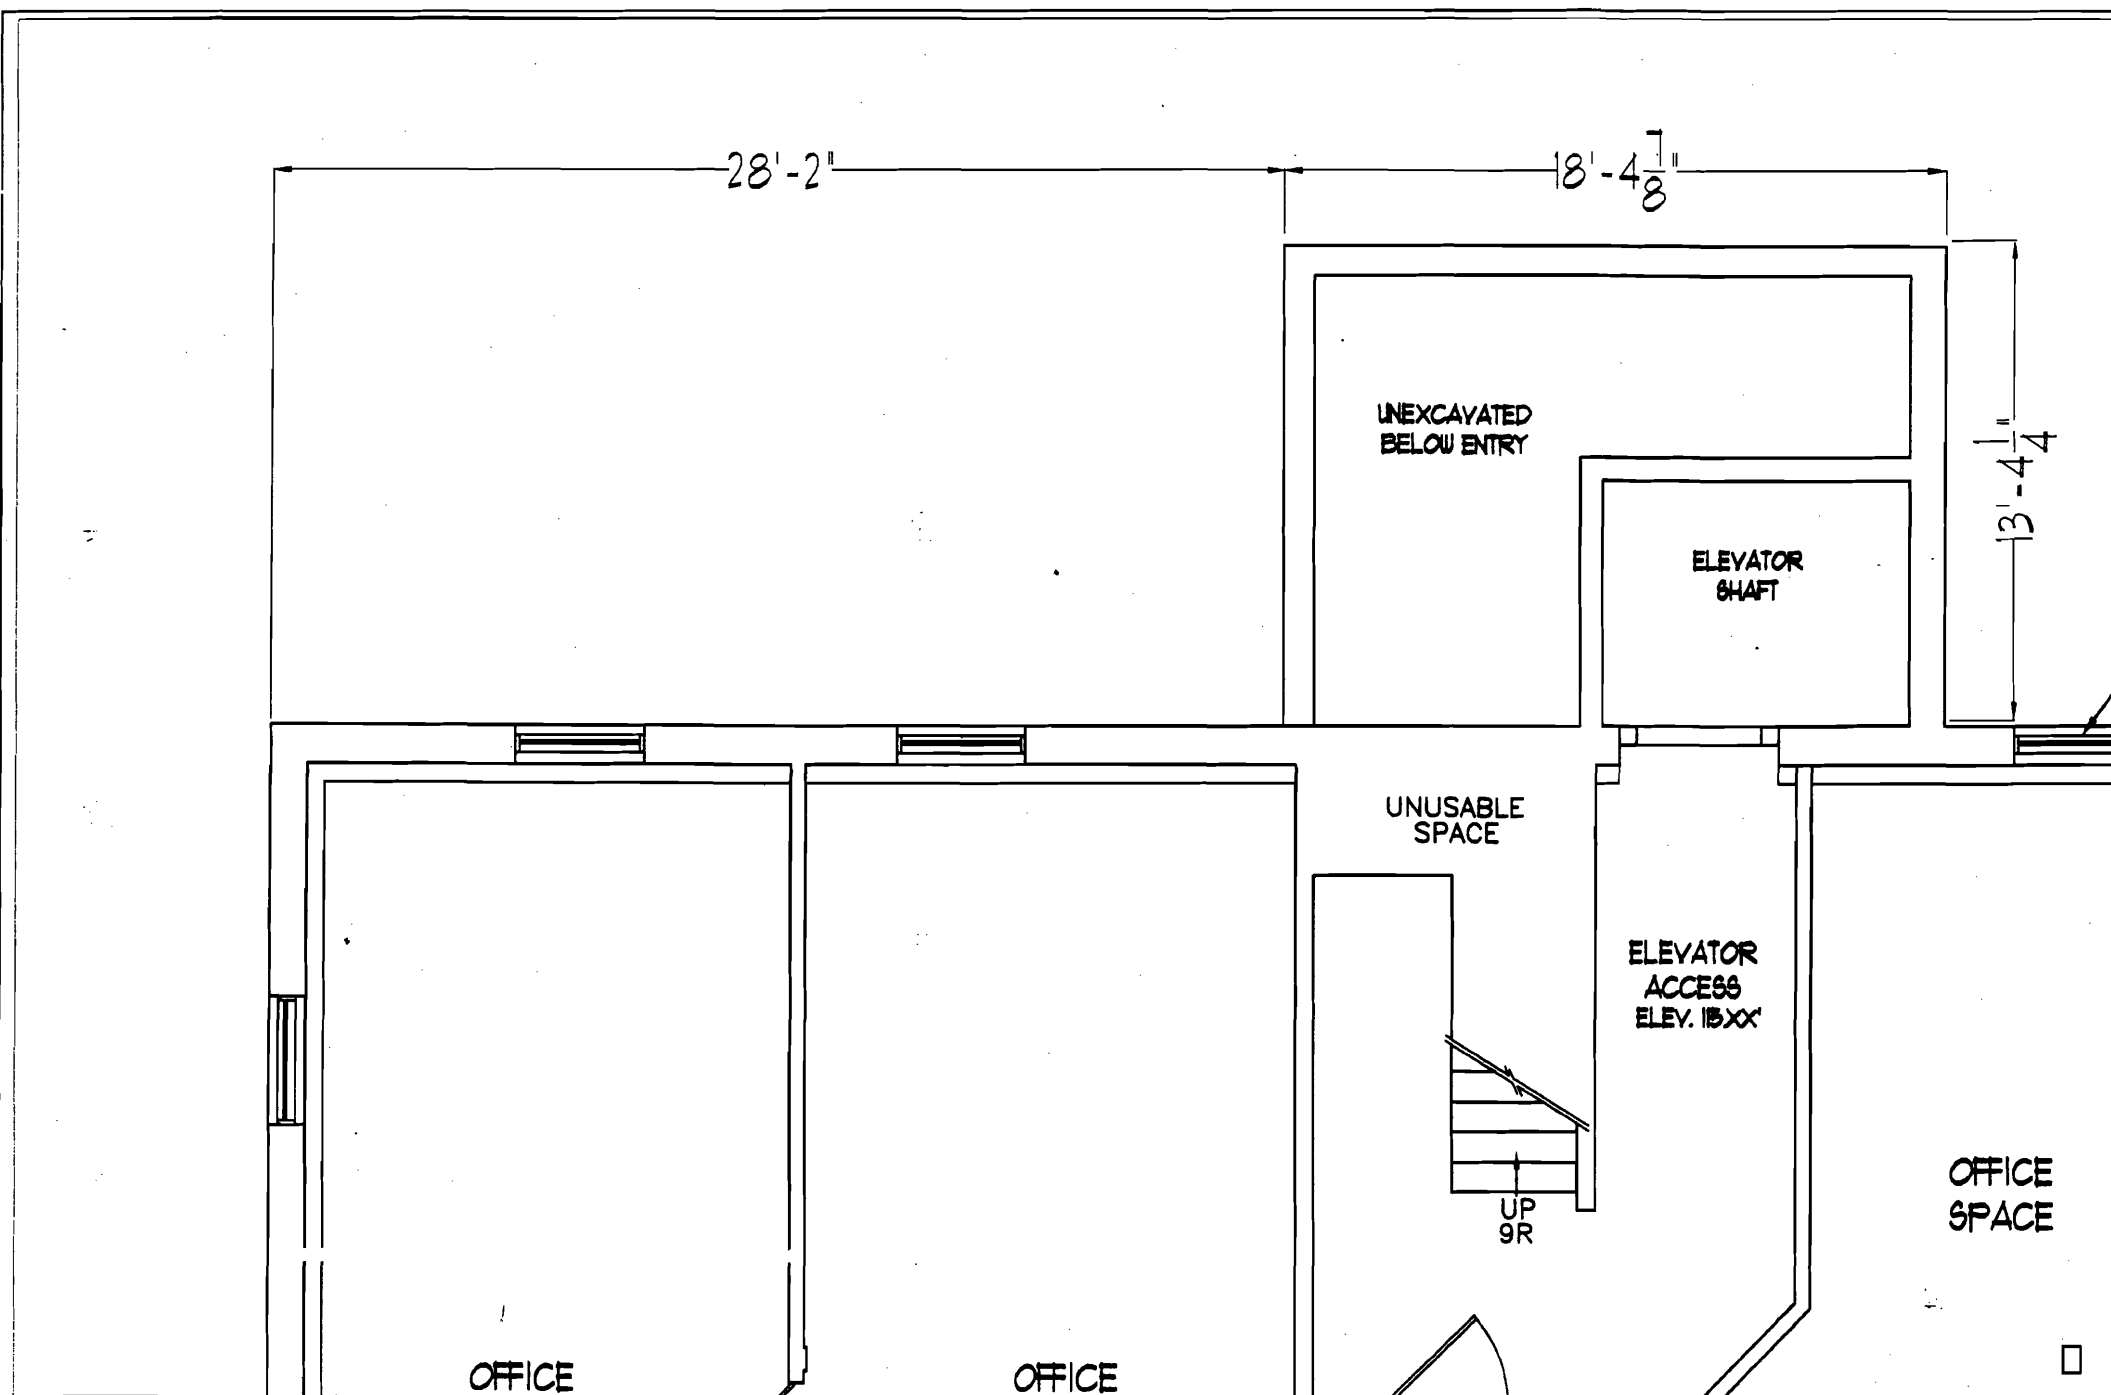 28'-2"
18'-4 7/8"
13'-4 1/4"
UNEXCAVATED
BELOW ENTRY
ELEVATOR
SHAFT
UNUSABLE
SPACE
ELEVATOR
ACCESS
ELEV.
OFFICE
SPACE
UP
9R
OFFICE
OFFICE